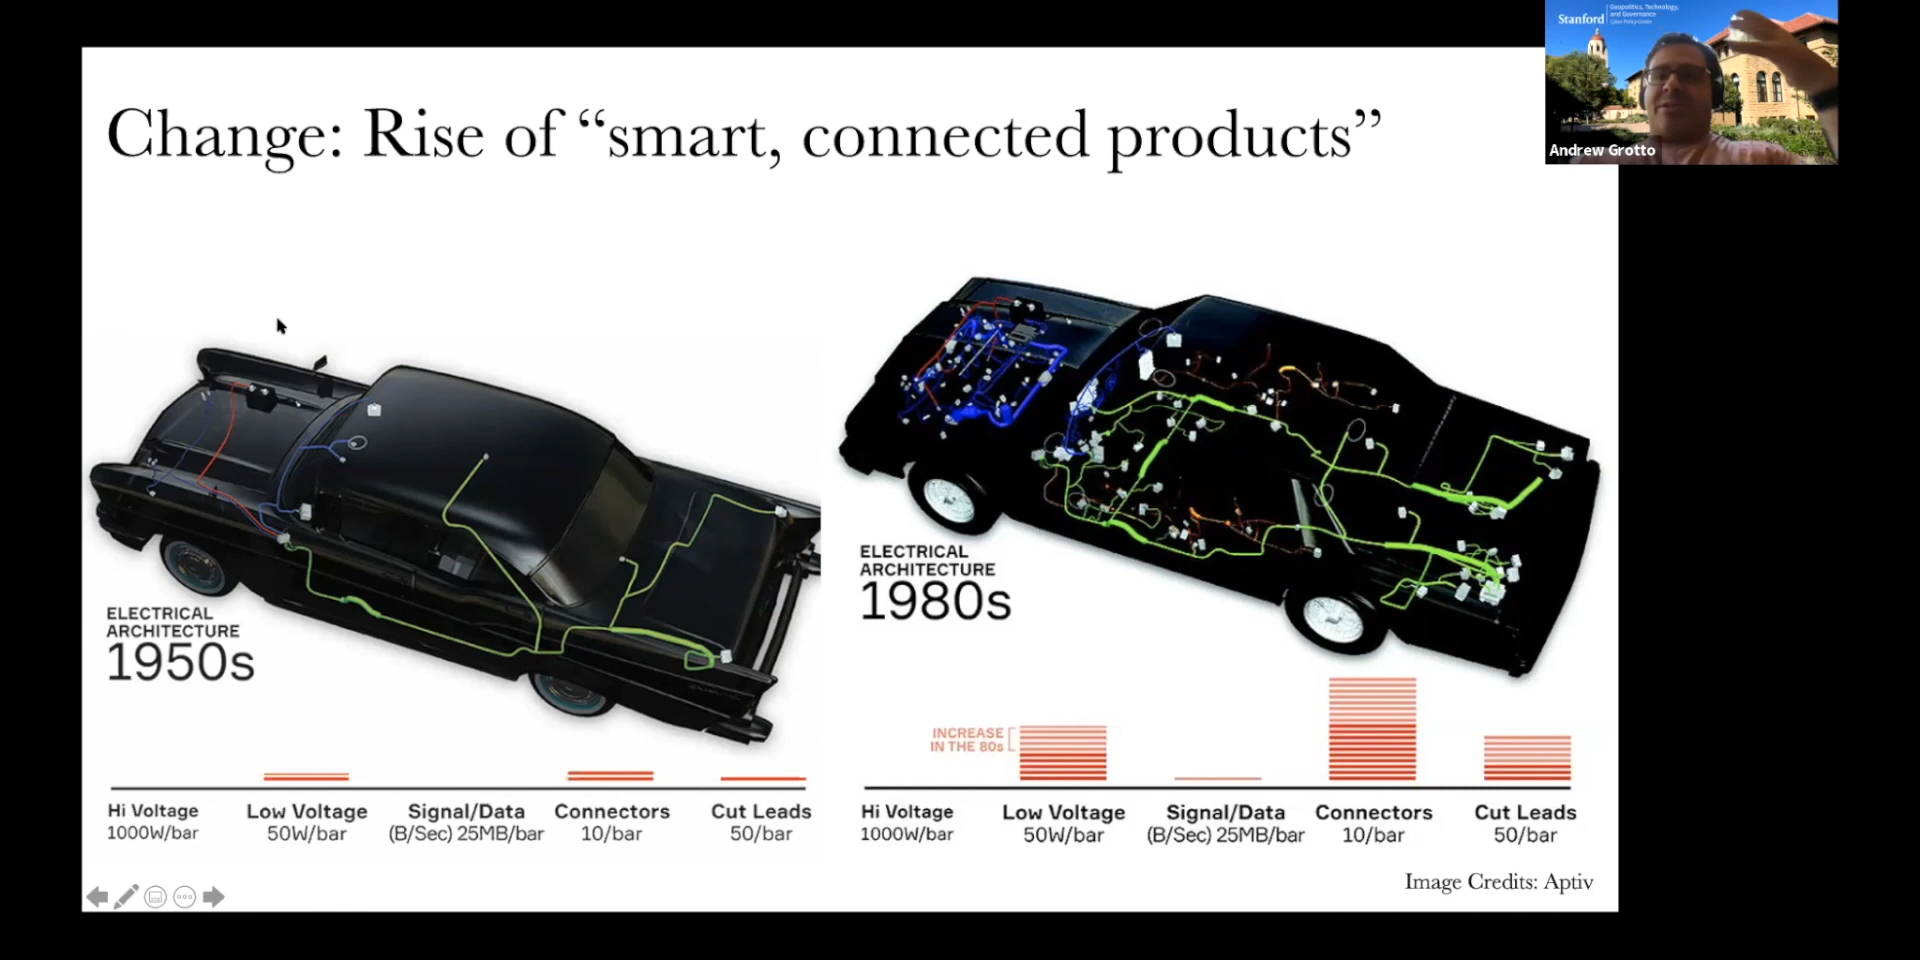 Change: Rise of “smart, connected products”
Stanford
Geopolitics, Technology,
and Governance
Cyber Policy Center
Andrew Grotto
ELECTRICAL
ARCHITECTURE
1950s
Hi Voltage
1000W/bar
Low Voltage
50W/bar
Signal/Data
(B/Sec) 25MB/bar
Connectors
10/bar
Cut Leads
50/bar
ELECTRICAL
ARCHITECTURE
1980s
INCREASE
IN THE 80s
Hi Voltage
1000W/bar
Low Voltage
50W/bar
Signal/Data
(B/Sec) 25MB/bar
Connectors
10/bar
Cut Leads
50/bar
Image Credits: Aptiv